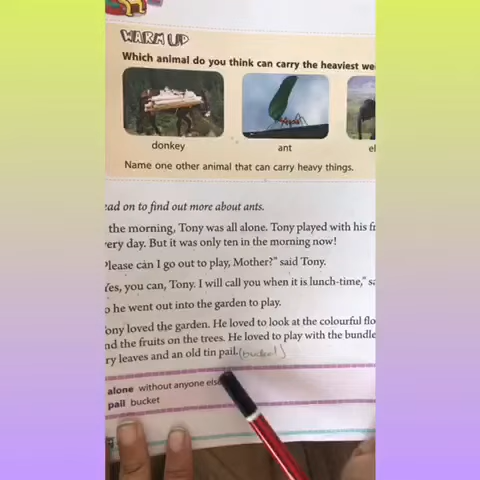 WARM UP
Which animal do you think can carry the heaviest we
donkey
ant
el
Name one other animal that can carry heavy things.
ead on to find out more about ants.
the morning, Tony was all alone. Tony played with his fr
very day. But it was only ten in the morning now!
Please can I go out to play, Mother?" said Tony.
Yes, you can, Tony. I will call you when it is lunch-time," sa
o he went out into the garden to play.
ony loved the garden. He loved to look at the colourful flo
nd the fruits on the trees. He loved to play with the bundle
ry leaves and an old tin pail.(bucket)
alone without anyone else
pail bucket